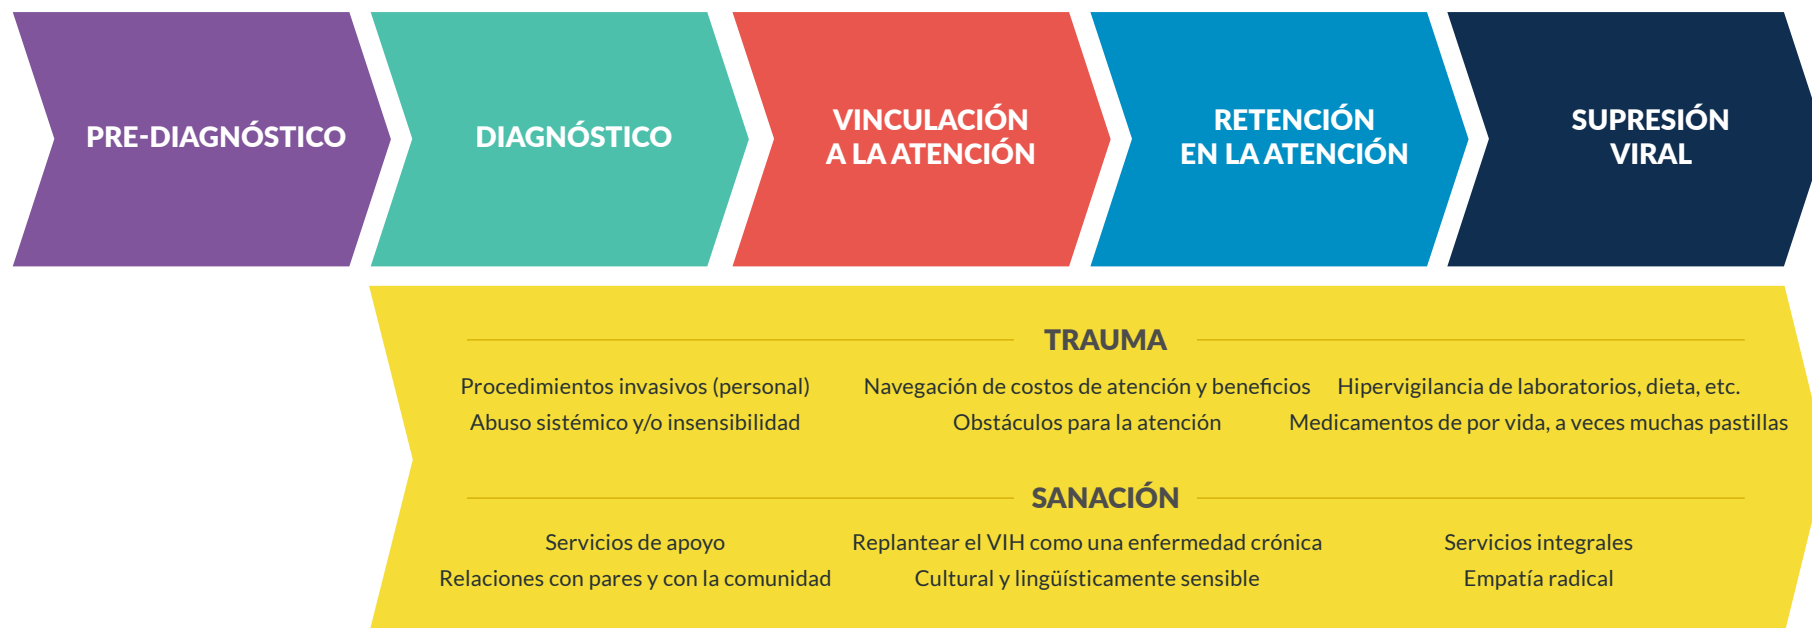 PRE-DIAGNÓSTICO
DIAGNÓSTICO
VINCULACIÓN
A LA ATENCIÓN
RETENCIÓN
EN LA ATENCIÓN
SUPRESIÓN
VIRAL
TRAUMA
Procedimientos invasivos (personal)
Abuso sistémico y/o insensibilidad
Navegación de costos de atención y beneficios
Obstáculos para la atención
Hipervigilancia de laboratorios, dieta, etc.
Medicamentos de por vida, a veces muchas pastillas
SANACIÓN
Servicios de apoyo
Relaciones con pares y con la comunidad
Replantear el VIH como una enfermedad crónica
Cultural y lingüísticamente sensible
Servicios integrales
Empatía radical